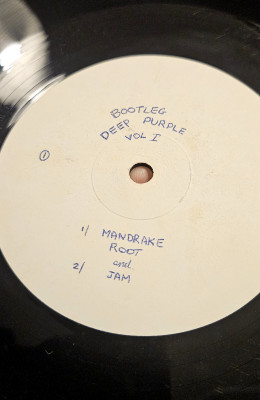 BOOTLEG
DEEP PURPLE
VOL I
①
1/ MANDRAKE
ROOT
and
2/ JAM